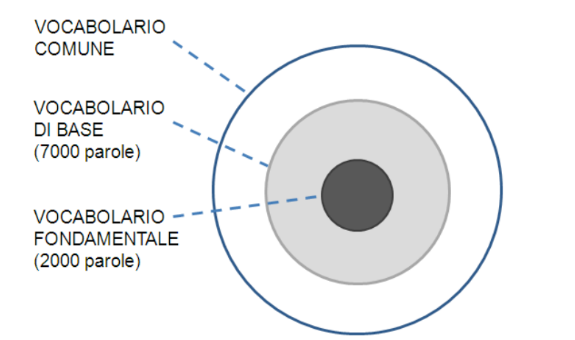 VOCABOLARIO
COMUNE
VOCABOLARIO
DI BASE
(7000 parole)
VOCABOLARIO
FONDAMENTALE
(2000 parole)